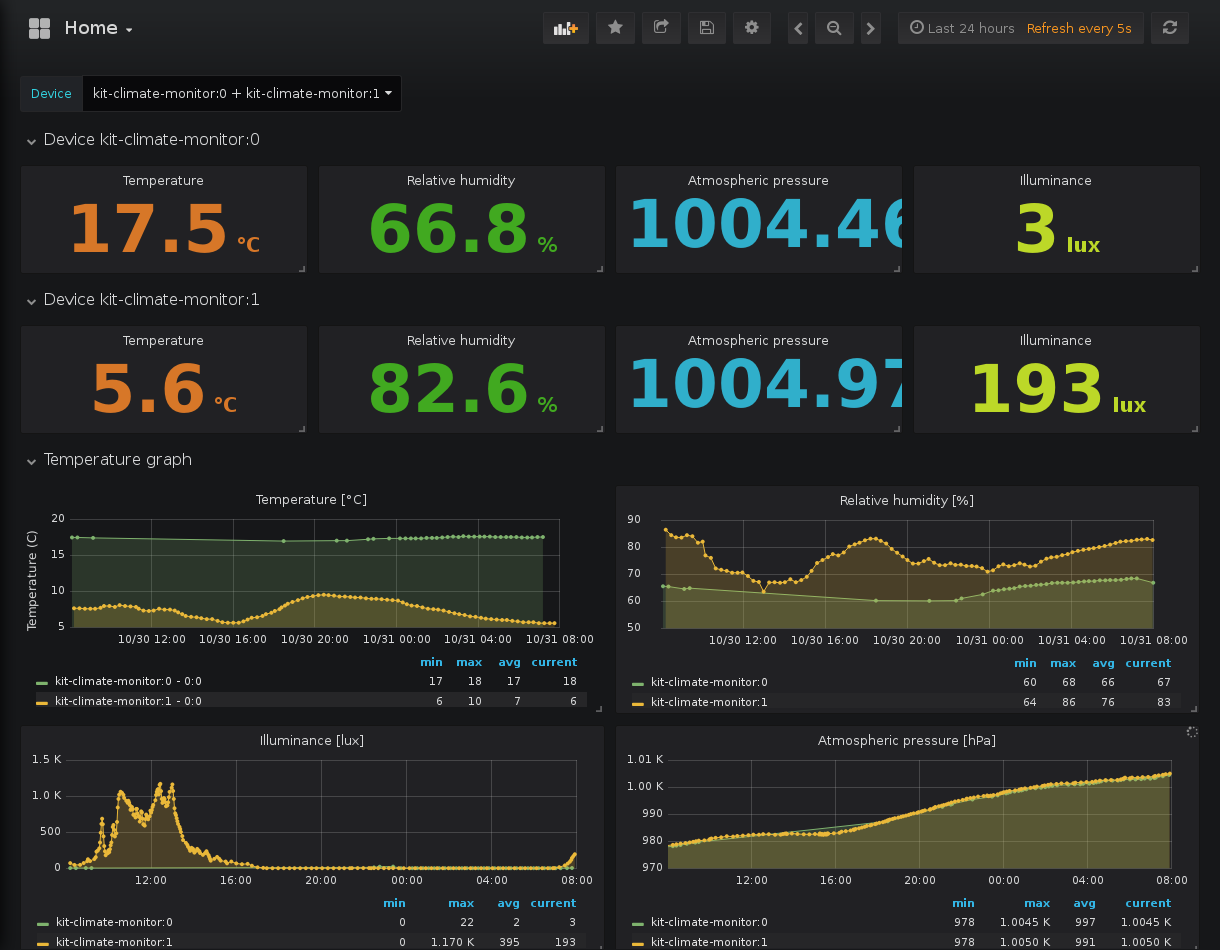 Home
Last 24 hours Refresh every 5s
Device kit-climate-monitor:0 + kit-climate-monitor:1
Device kit-climate-monitor:0
Temperature Relative humidity Atmospheric pressure Illuminance
17.5 °C 66.8 % 1004.46 3 lux
Device kit-climate-monitor:1
Temperature Relative humidity Atmospheric pressure Illuminance
5.6 °C 82.6 % 1004.97 193 lux
Temperature graph
Temperature [°C]
Temperature (C)
20
15
10
5
10/30 12:00 10/30 16:00 10/30 20:00 10/31 00:00 10/31 04:00 10/31 08:00
min max avg current
kit-climate-monitor:0 - 0:0 17 18 17 18
kit-climate-monitor:1 - 0:0 6 10 7 6
Relative humidity [%]
90
80
70
60
50
10/30 12:00 10/30 16:00 10/30 20:00 10/31 00:00 10/31 04:00 10/31 08:00
min max avg current
kit-climate-monitor:0 60 68 66 67
kit-climate-monitor:1 64 86 76 83
Illuminance [lux]
1.5 K
1.0 K
500
0
12:00 16:00 20:00 00:00 04:00 08:00
min max avg current
kit-climate-monitor:0 0 22 2 3
kit-climate-monitor:1 0 1.170 K 395 193
Atmospheric pressure [hPa]
1.01 K
1.00 K
990
980
970
12:00 16:00 20:00 00:00 04:00 08:00
min max avg current
kit-climate-monitor:0 978 1.0045 K 997 1.0045 K
kit-climate-monitor:1 978 1.0050 K 991 1.0050 K